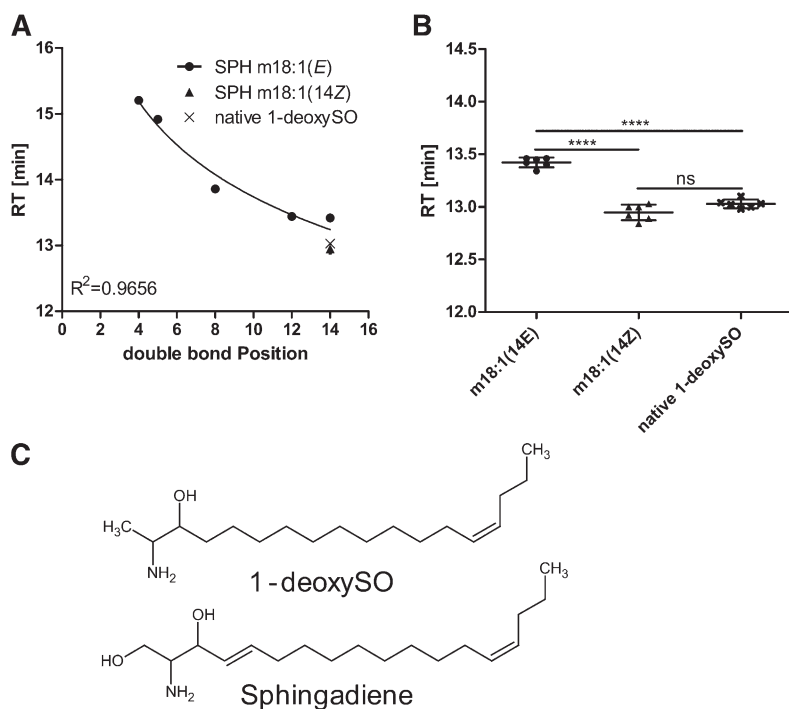 A
16
15
14
13
12
RT [min]
SPH m18:1(E)
SPH m18:1(14Z)
native 1-deoxySO
R2=0.9656
0 2 4 6 8 10 12 14 16
double bond Position
B
14.5
14.0
13.5
13.0
12.5
12.0
RT [min]
****
****
ns
m18:1(14E)
m18:1(14Z)
native 1-deoxySO
C
CH3
OH
H3C
NH2
1-deoxySO
CH3
OH
HO
NH2
Sphingadiene